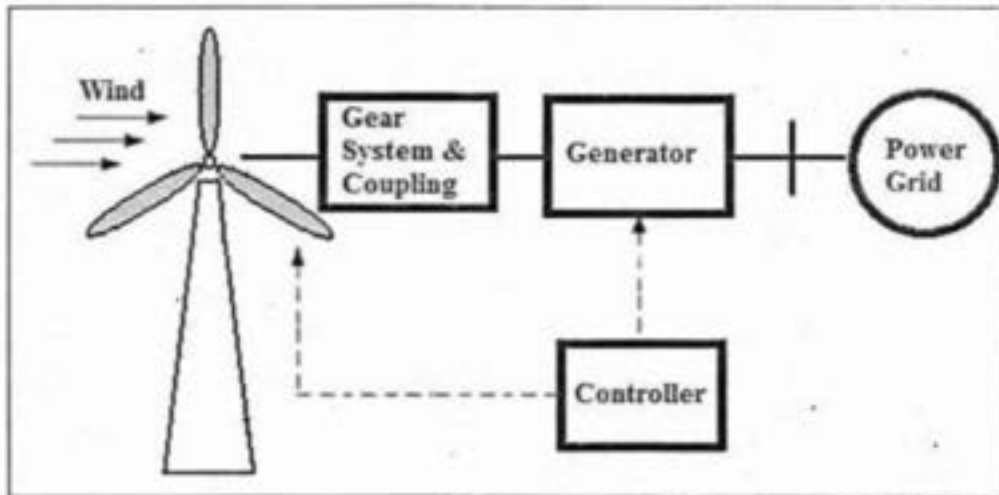 Wind
Gear
System &
Coupling
Generator
Power
Grid
Controller